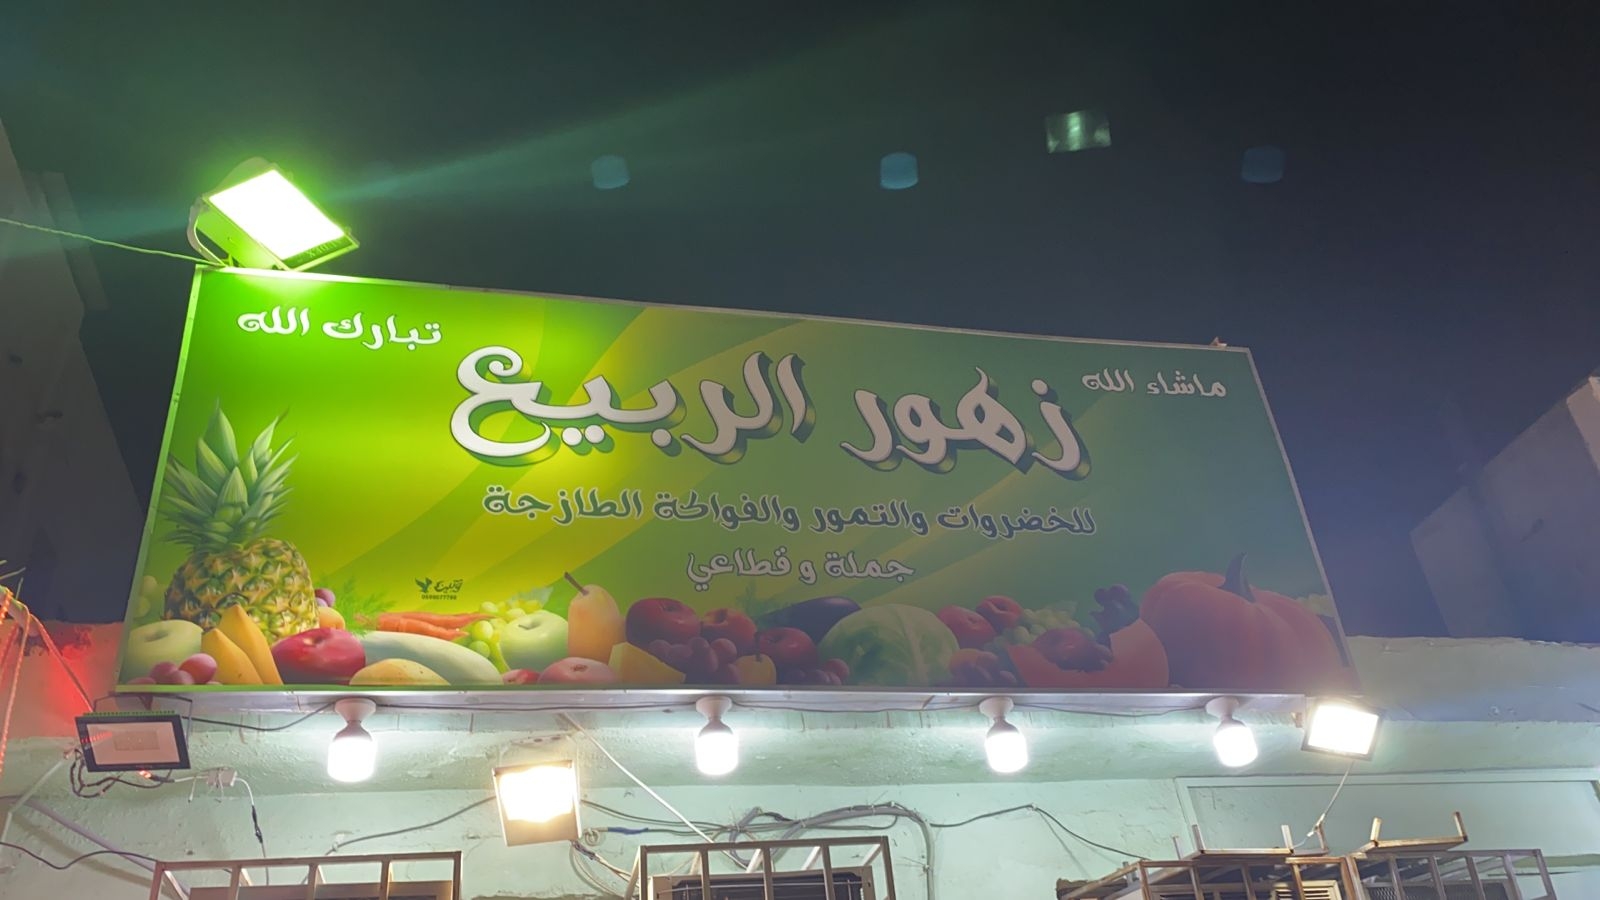 ماشاء الله
تبارك الله
زهور الربيع
للخضروات والتمور والفواكة الطازجة
جملة و قطاعي